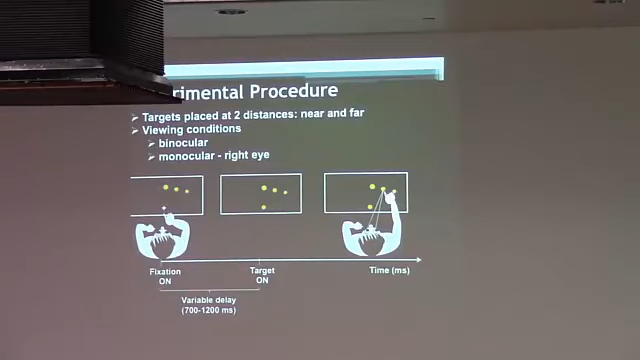 rimental Procedure
Targets placed at 2 distances: near and far
Viewing conditions
binocular
monocular - right eye
Fixation
ON
Target
ON
Time (ms)
Variable delay
(700-1200 ms)